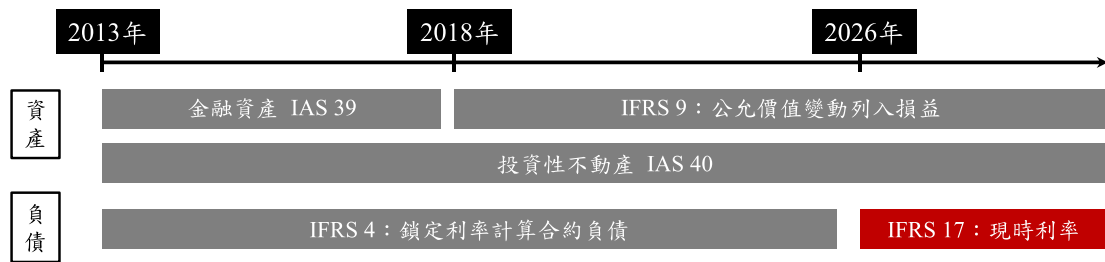 2013年
2018年
2026年
資產
金融資產 IAS 39
IFRS 9：公允價值變動列入損益
投資性不動產 IAS 40
負債
IFRS 4：鎖定利率計算合約負債
IFRS 17：現時利率